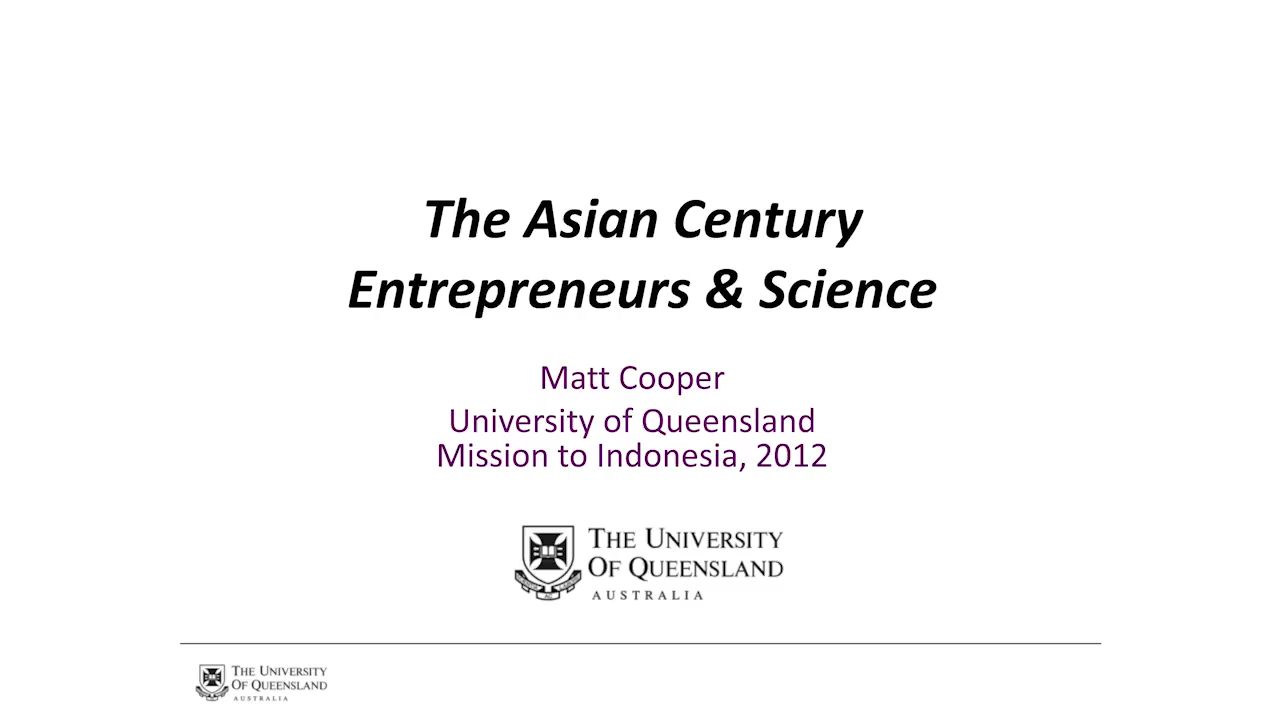 The Asian Century
Entrepreneurs & Science
Matt Cooper
University of Queensland
Mission to Indonesia, 2012
THE UNIVERSITY
OF QUEENSLAND
AUSTRALIA
THE UNIVERSITY
OF QUEENSLAND
AUSTRALIA